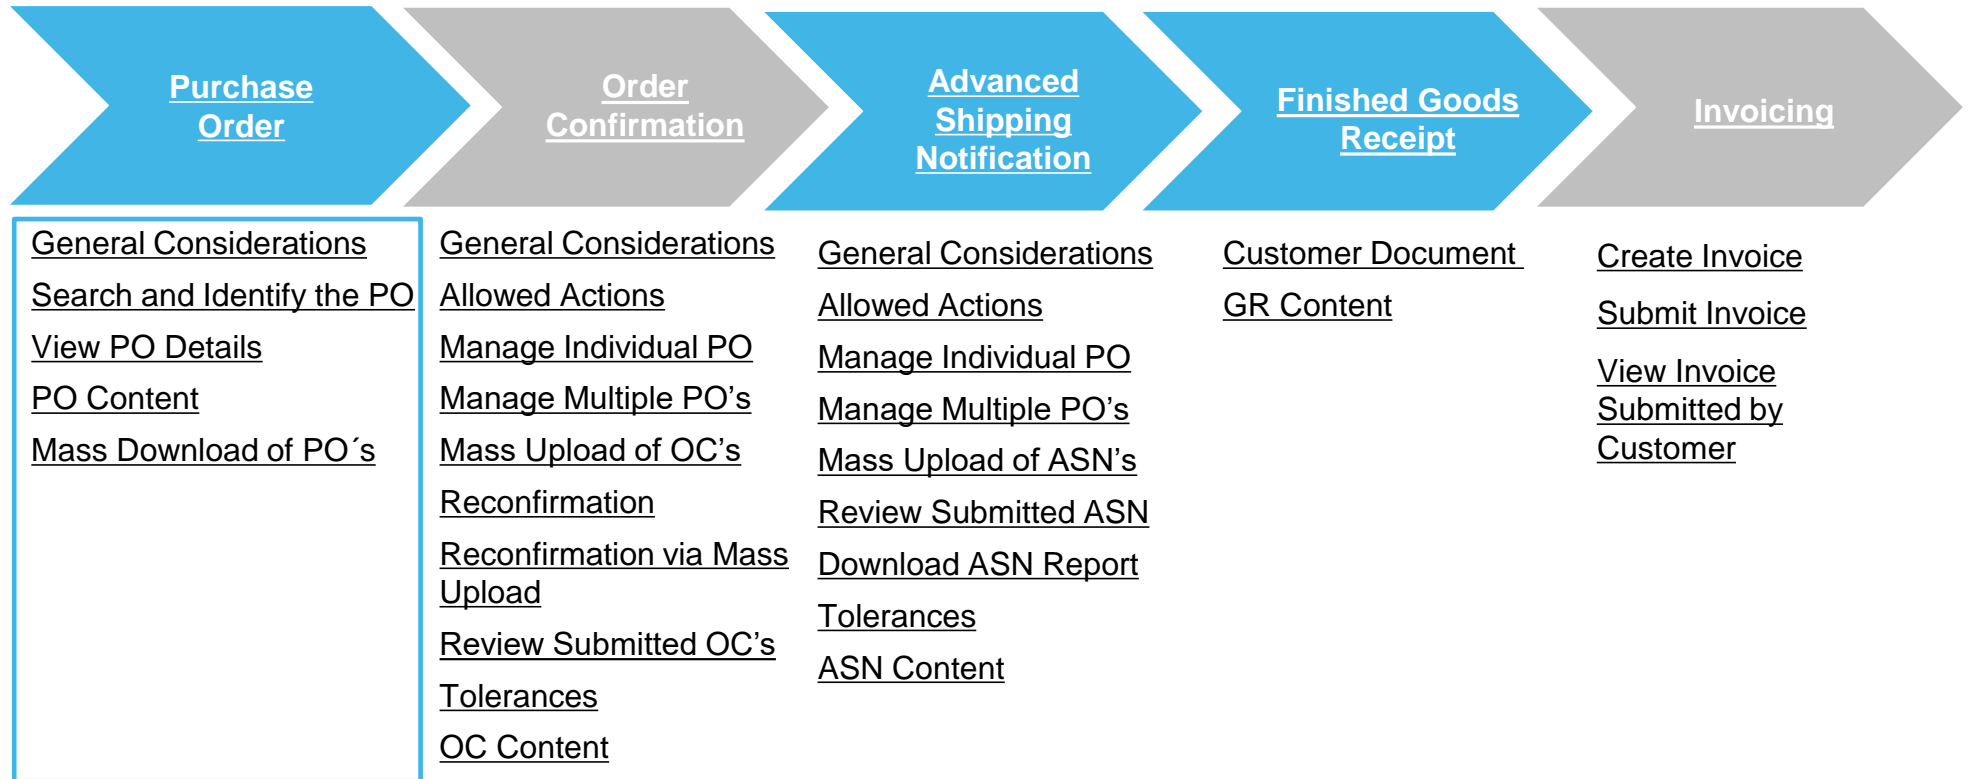 Purchase
Order
Order
Confirmation
Advanced
Shipping
Notification
Finished Goods
Receipt
Invoicing
General Considerations
Search and Identify the PO
View PO Details
PO Content
Mass Download of PO´s
General Considerations
Allowed Actions
Manage Individual PO
Manage Multiple PO’s
Mass Upload of OC’s
Reconfirmation
Reconfirmation via Mass
Upload
Review Submitted OC’s
Tolerances
OC Content
General Considerations
Allowed Actions
Manage Individual PO
Manage Multiple PO’s
Mass Upload of ASN’s
Review Submitted ASN
Download ASN Report
Tolerances
ASN Content
Customer Document
GR Content
Create Invoice
Submit Invoice
View Invoice
Submitted by
Customer